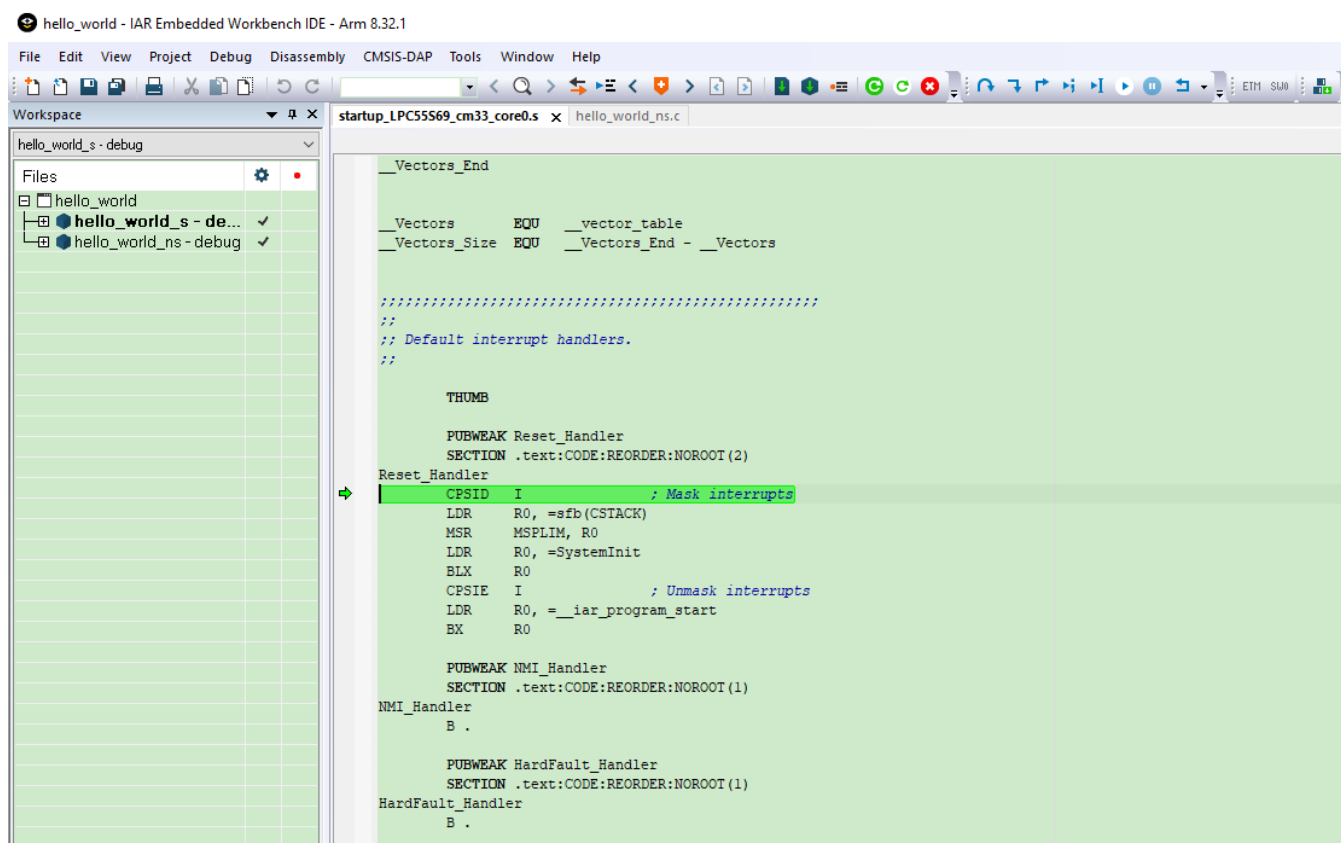 hello_world - IAR Embedded Workbench IDE - Arm 8.32.1
File Edit View Project Debug Disassembly CMSIS-DAP Tools Window Help
ETM SWO
Workspace
startup_LPC55S69_cm33_core0.s hello_world_ns.c
hello_world_s - debug
Files
hello_world
hello_world_s - de...
hello_world_ns - debug
__Vectors_End
__Vectors EQU __vector_table
__Vectors_Size EQU __Vectors_End - __Vectors
;;;;;;;;;;;;;;;;;;;;;;;;;;;;;;;;;;;;;;;;;;;;;;;;;;;;
;;
;; Default interrupt handlers.
;;
THUMB
PUBWEAK Reset_Handler
SECTION .text:CODE:REORDER:NOROOT(2)
Reset_Handler
CPSID I ; Mask interrupts
LDR R0, =sfb(CSTACK)
MSR MSPLIM, R0
LDR R0, =SystemInit
BLX R0
CPSIE I ; Unmask interrupts
LDR R0, =__iar_program_start
BX R0
PUBWEAK NMI_Handler
SECTION .text:CODE:REORDER:NOROOT(1)
NMI_Handler
B .
PUBWEAK HardFault_Handler
SECTION .text:CODE:REORDER:NOROOT(1)
HardFault_Handler
B .